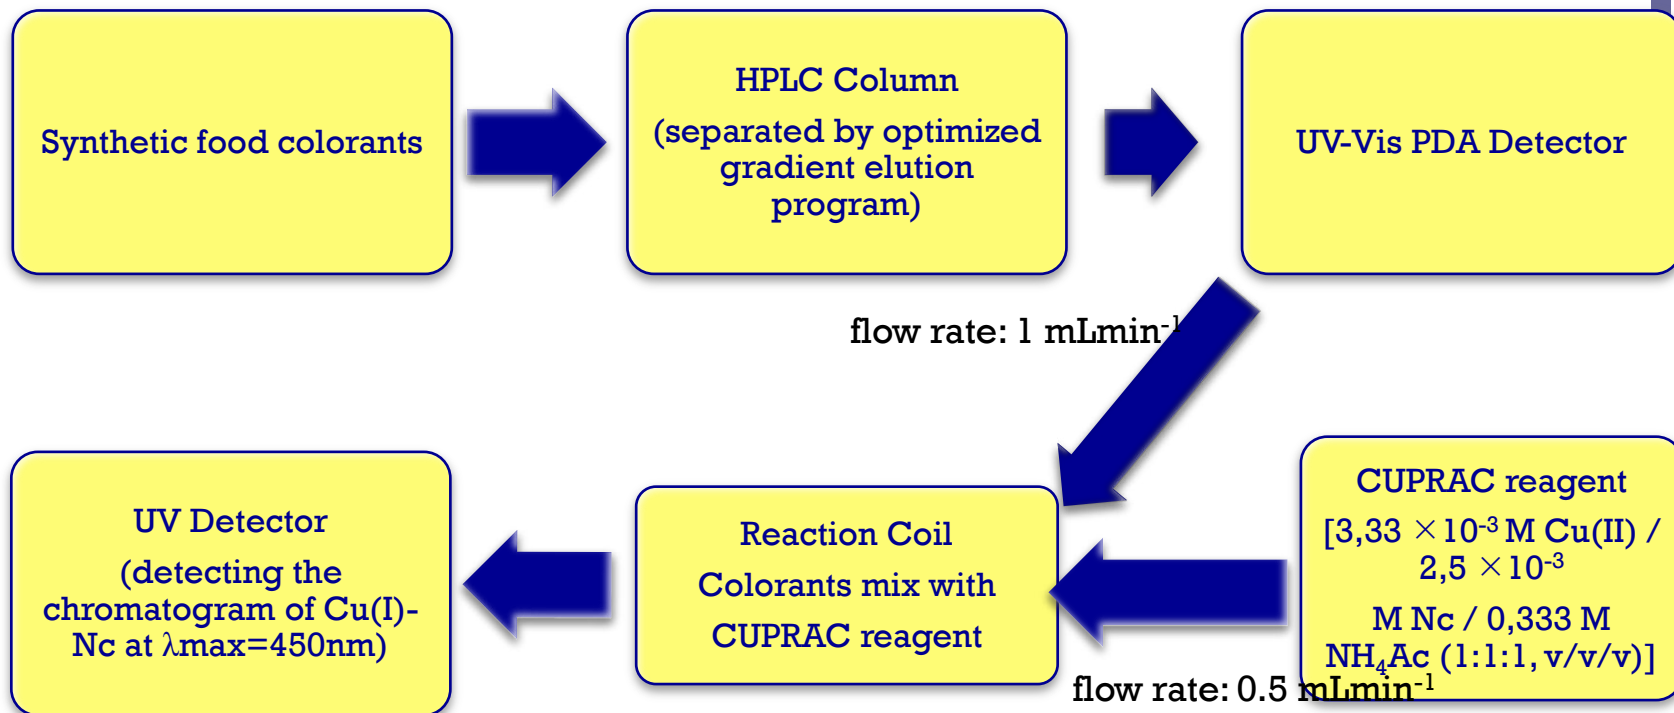 Synthetic food colorants
HPLC Column
(separated by optimized
gradient elution
program)
UV-Vis PDA Detector
flow rate: 1 mLmin⁻¹
UV Detector
(detecting the
chromatogram of Cu(I)-
Nc at λmax=450nm)
Reaction Coil
Colorants mix with
CUPRAC reagent
CUPRAC reagent
[3,33 ×10⁻³ M Cu(II) /
2,5 ×10⁻³
M Nc / 0,333 M
NH₄Ac (1:1:1, v/v/v)]
flow rate: 0.5 mLmin⁻¹